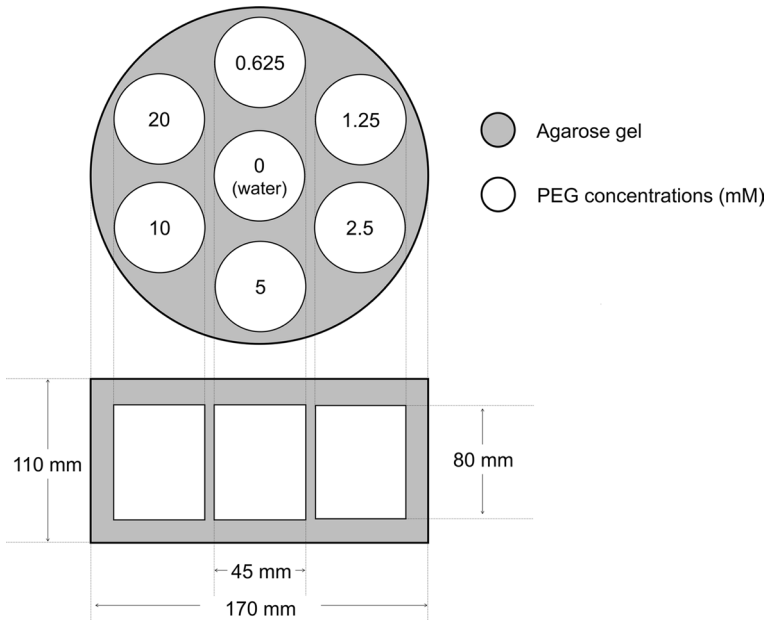 0.625
20
1.25
0
(water)
10
2.5
5
Agarose gel
PEG concentrations (mM)
110 mm
80 mm
45 mm
170 mm